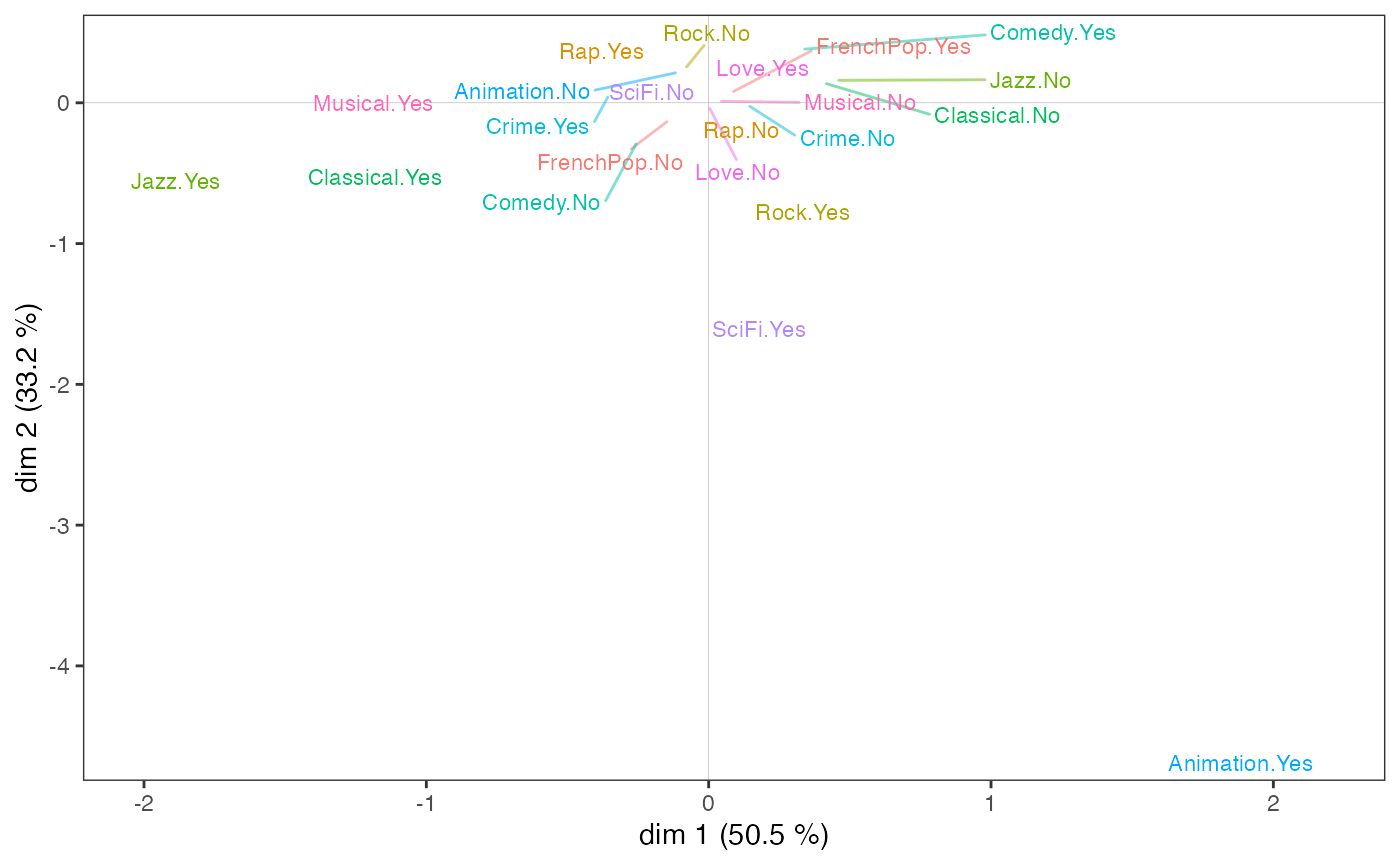 Rock.No
Comedy.Yes
Rap.Yes
FrenchPop.Yes
Love.Yes
Jazz.No
Animation.No
SciFi.No
0
Musical.Yes
Musical.No
Classical.No
Crime.Yes
Rap.No
Crime.No
FrenchPop.No
Love.No
Jazz.Yes
Classical.Yes
Comedy.No
Rock.Yes
-1
SciFi.Yes
-2
dim 2 (33.2 %)
-3
-4
Animation.Yes
-2
-1
0
1
2
dim 1 (50.5 %)